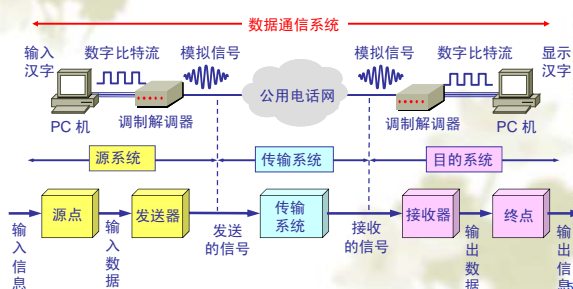 数据通信系统
输入
汉字
数字比特流
模拟信号
模拟信号
数字比特流
显示
汉字
公用电话网
PC 机
调制解调器
调制解调器
PC 机
源系统
传输系统
目的系统
源点
发送器
传输
系统
接收器
终点
输入信息
输入数据
发送
的信号
接收
的信号
输出数据
输出信息